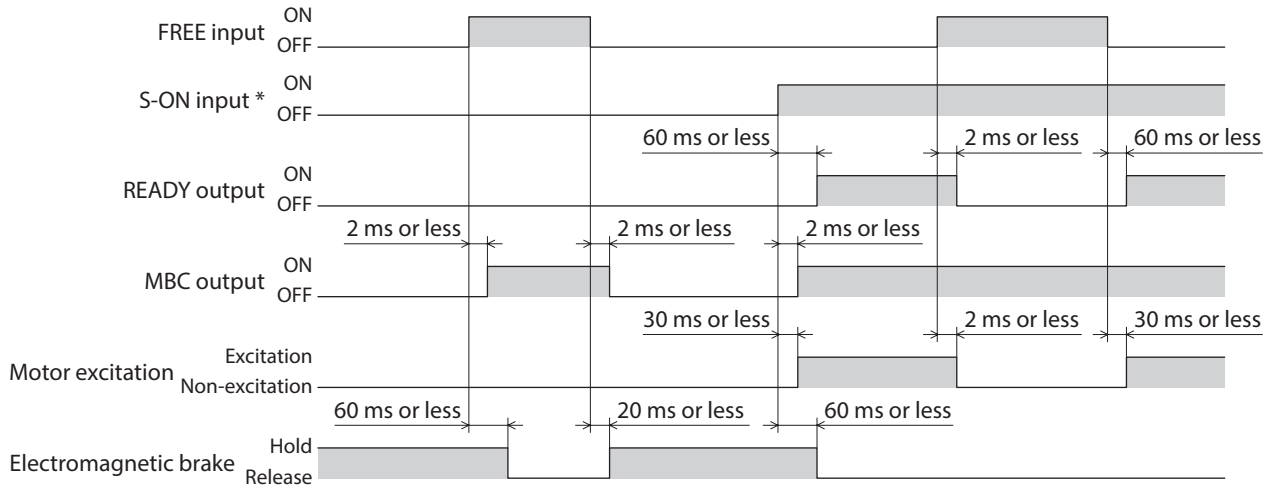 FREE input
ON
OFF
S-ON input *
ON
OFF
60 ms or less
2 ms or less
60 ms or less
READY output
ON
OFF
2 ms or less
2 ms or less
2 ms or less
MBC output
ON
OFF
30 ms or less
2 ms or less
30 ms or less
Motor excitation
Excitation
Non-excitation
60 ms or less
20 ms or less
60 ms or less
Electromagnetic brake
Hold
Release